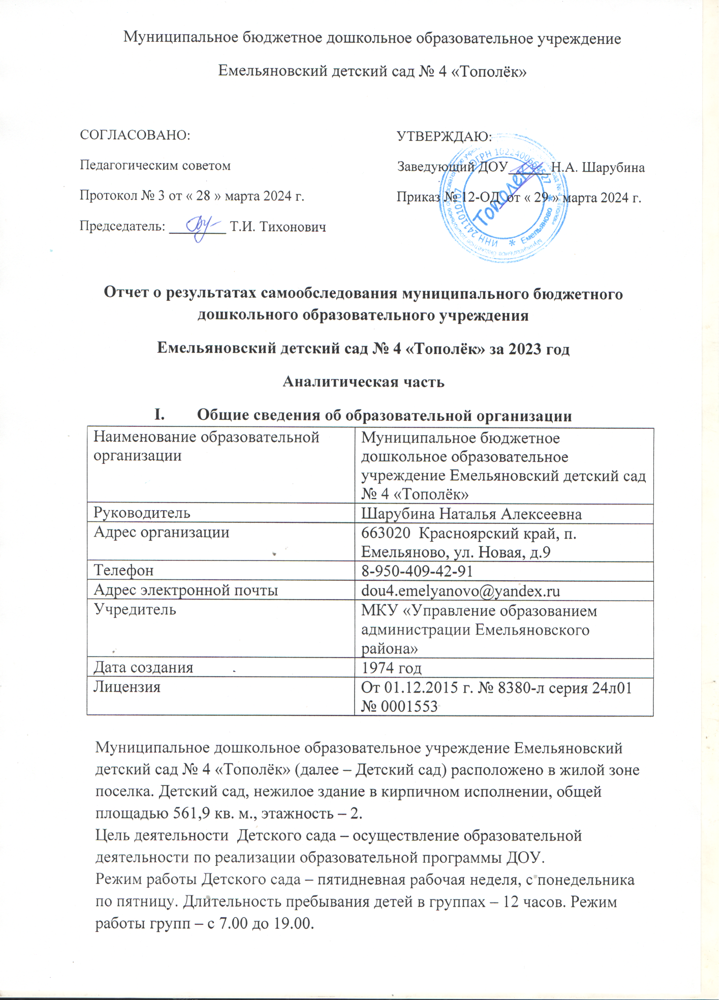 Муниципальное бюджетное дошкольное образовательное учреждение
Емельяновский детский сад № 4 «Тополёк»
СОГЛАСОВАНО:
Педагогическим советом
Протокол № 3 от « 28 » марта 2024 г.
Председатель: ________ Т.И. Тихонович
УТВЕРЖДАЮ:
Заведующий ДОУ______Н.А. Шарубина
Приказ № 12-ОД от « 29 » марта 2024 г.
ИНН 2411010707
Емельяново
Тополёк
Отчет о результатах самообследования муниципального бюджетного
дошкольного образовательного учреждения
Емельяновский детский сад № 4 «Тополёк» за 2023 год
Аналитическая часть
I. Общие сведения об образовательной организации
Наименование образовательной
организации
Муниципальное бюджетное
дошкольное образовательное
учреждение Емельяновский детский сад
№ 4 «Тополёк»
Руководитель
Шарубина Наталья Алексеевна
Адрес организации
663020 Красноярский край, п.
Емельяново, ул. Новая, д.9
Телефон
8-950-409-42-91
Адрес электронной почты
dou4.emelyanovo@yandex.ru
Учредитель
МКУ «Управление образованием
администрации Емельяновского
района»
Дата создания
1974 год
Лицензия
От 01.12.2015 г. № 8380-л серия 24л01
№ 0001553
Муниципальное дошкольное образовательное учреждение Емельяновский
детский сад № 4 «Тополёк» (далее – Детский сад) расположено в жилой зоне
поселка. Детский сад, нежилое здание в кирпичном исполнении, общей
площадью 561,9 кв. м., этажность – 2.
Цель деятельности Детского сада – осуществление образовательной
деятельности по реализации образовательной программы ДОУ.
Режим работы Детского сада – пятидневная рабочая неделя, с понедельника
по пятницу. Длительность пребывания детей в группах – 12 часов. Режим
работы групп – с 7.00 до 19.00.